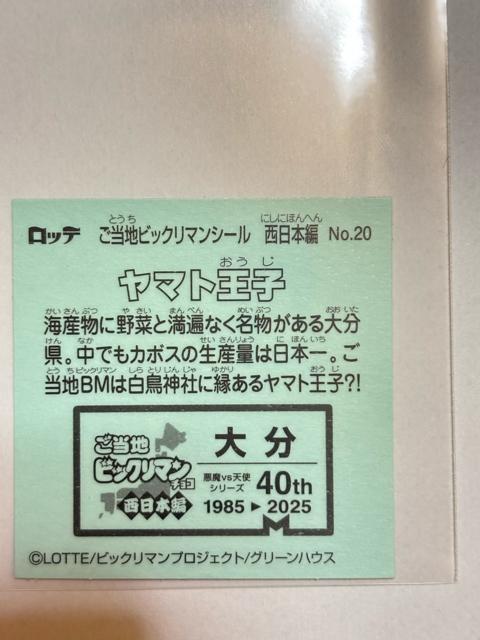 ロッテ ご当地ビックリマンシール 西日本編 No.20
ヤマト王子
海産物に野菜と満遍なく名物がある大分
県。中でもカボスの生産量は日本一。ご
当地BMは白鳥神社に縁あるヤマト王子?!
ご当地
ビックリマン
チョコ
西日本編
大分
悪魔vs天使
シリーズ 40th
1985▶2025
©LOTTE/ビックリマンプロジェクト/グリーンハウス